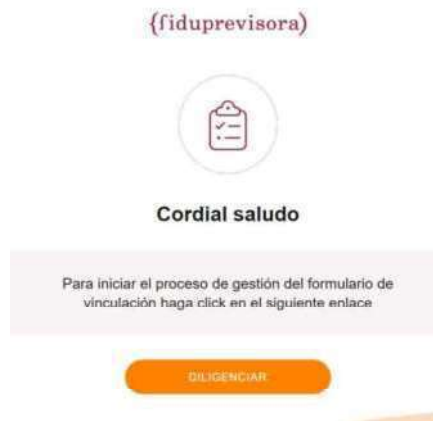 {fiduprevisora)
Cordial saludo
Para iniciar el proceso de gestión del formulario de
vinculación haga click en el siguiente enlace
DILIGENCIAR